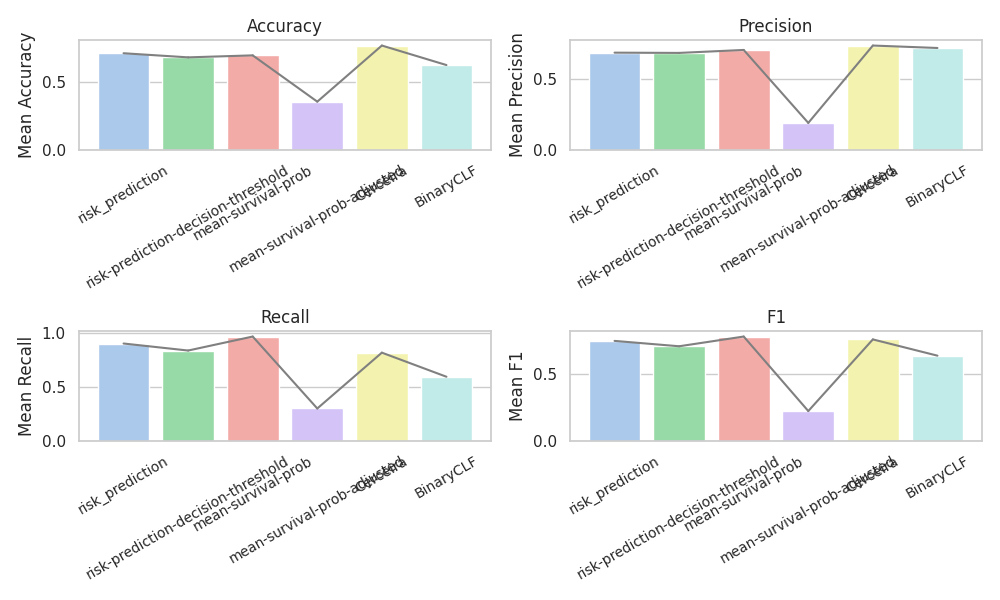 Accuracy
Mean Accuracy
0.5
0.0
risk_prediction
risk-prediction-decision-threshold
mean-survival-prob
mean-survival-prob-adjusted
BinaryCLF
Precision
Mean Precision
0.5
0.0
risk_prediction
risk-prediction-decision-threshold
mean-survival-prob
mean-survival-prob-adjusted
BinaryCLF
Recall
Mean Recall
1.0
0.5
0.0
risk_prediction
risk-prediction-decision-threshold
mean-survival-prob
mean-survival-prob-adjusted
BinaryCLF
F1
Mean F1
0.5
0.0
risk_prediction
risk-prediction-decision-threshold
mean-survival-prob
mean-survival-prob-adjusted
BinaryCLF